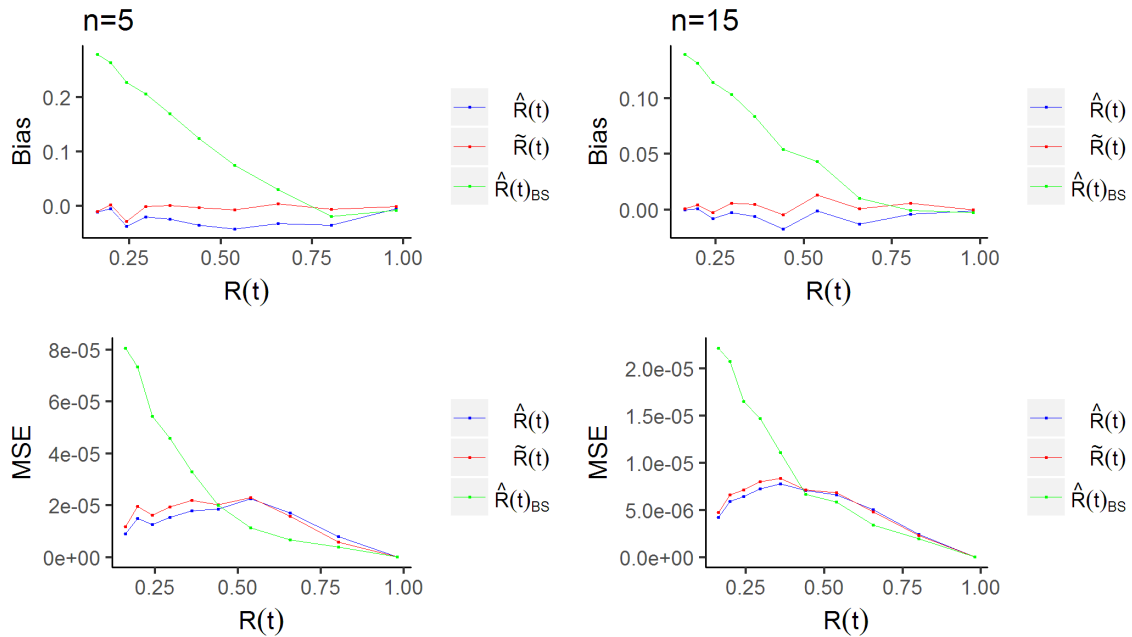 n=5
0.2
0.1
0.0
Bias
0.25
0.50
0.75
1.00
R(t)
R̂(t)
R̃(t)
R̂(t)BS
n=15
0.10
0.05
0.00
Bias
0.25
0.50
0.75
1.00
R(t)
R̂(t)
R̃(t)
R̂(t)BS
8e-05
6e-05
4e-05
2e-05
0e+00
MSE
0.25
0.50
0.75
1.00
R(t)
R̂(t)
R̃(t)
R̂(t)BS
2.0e-05
1.5e-05
1.0e-05
5.0e-06
0.0e+00
MSE
0.25
0.50
0.75
1.00
R(t)
R̂(t)
R̃(t)
R̂(t)BS